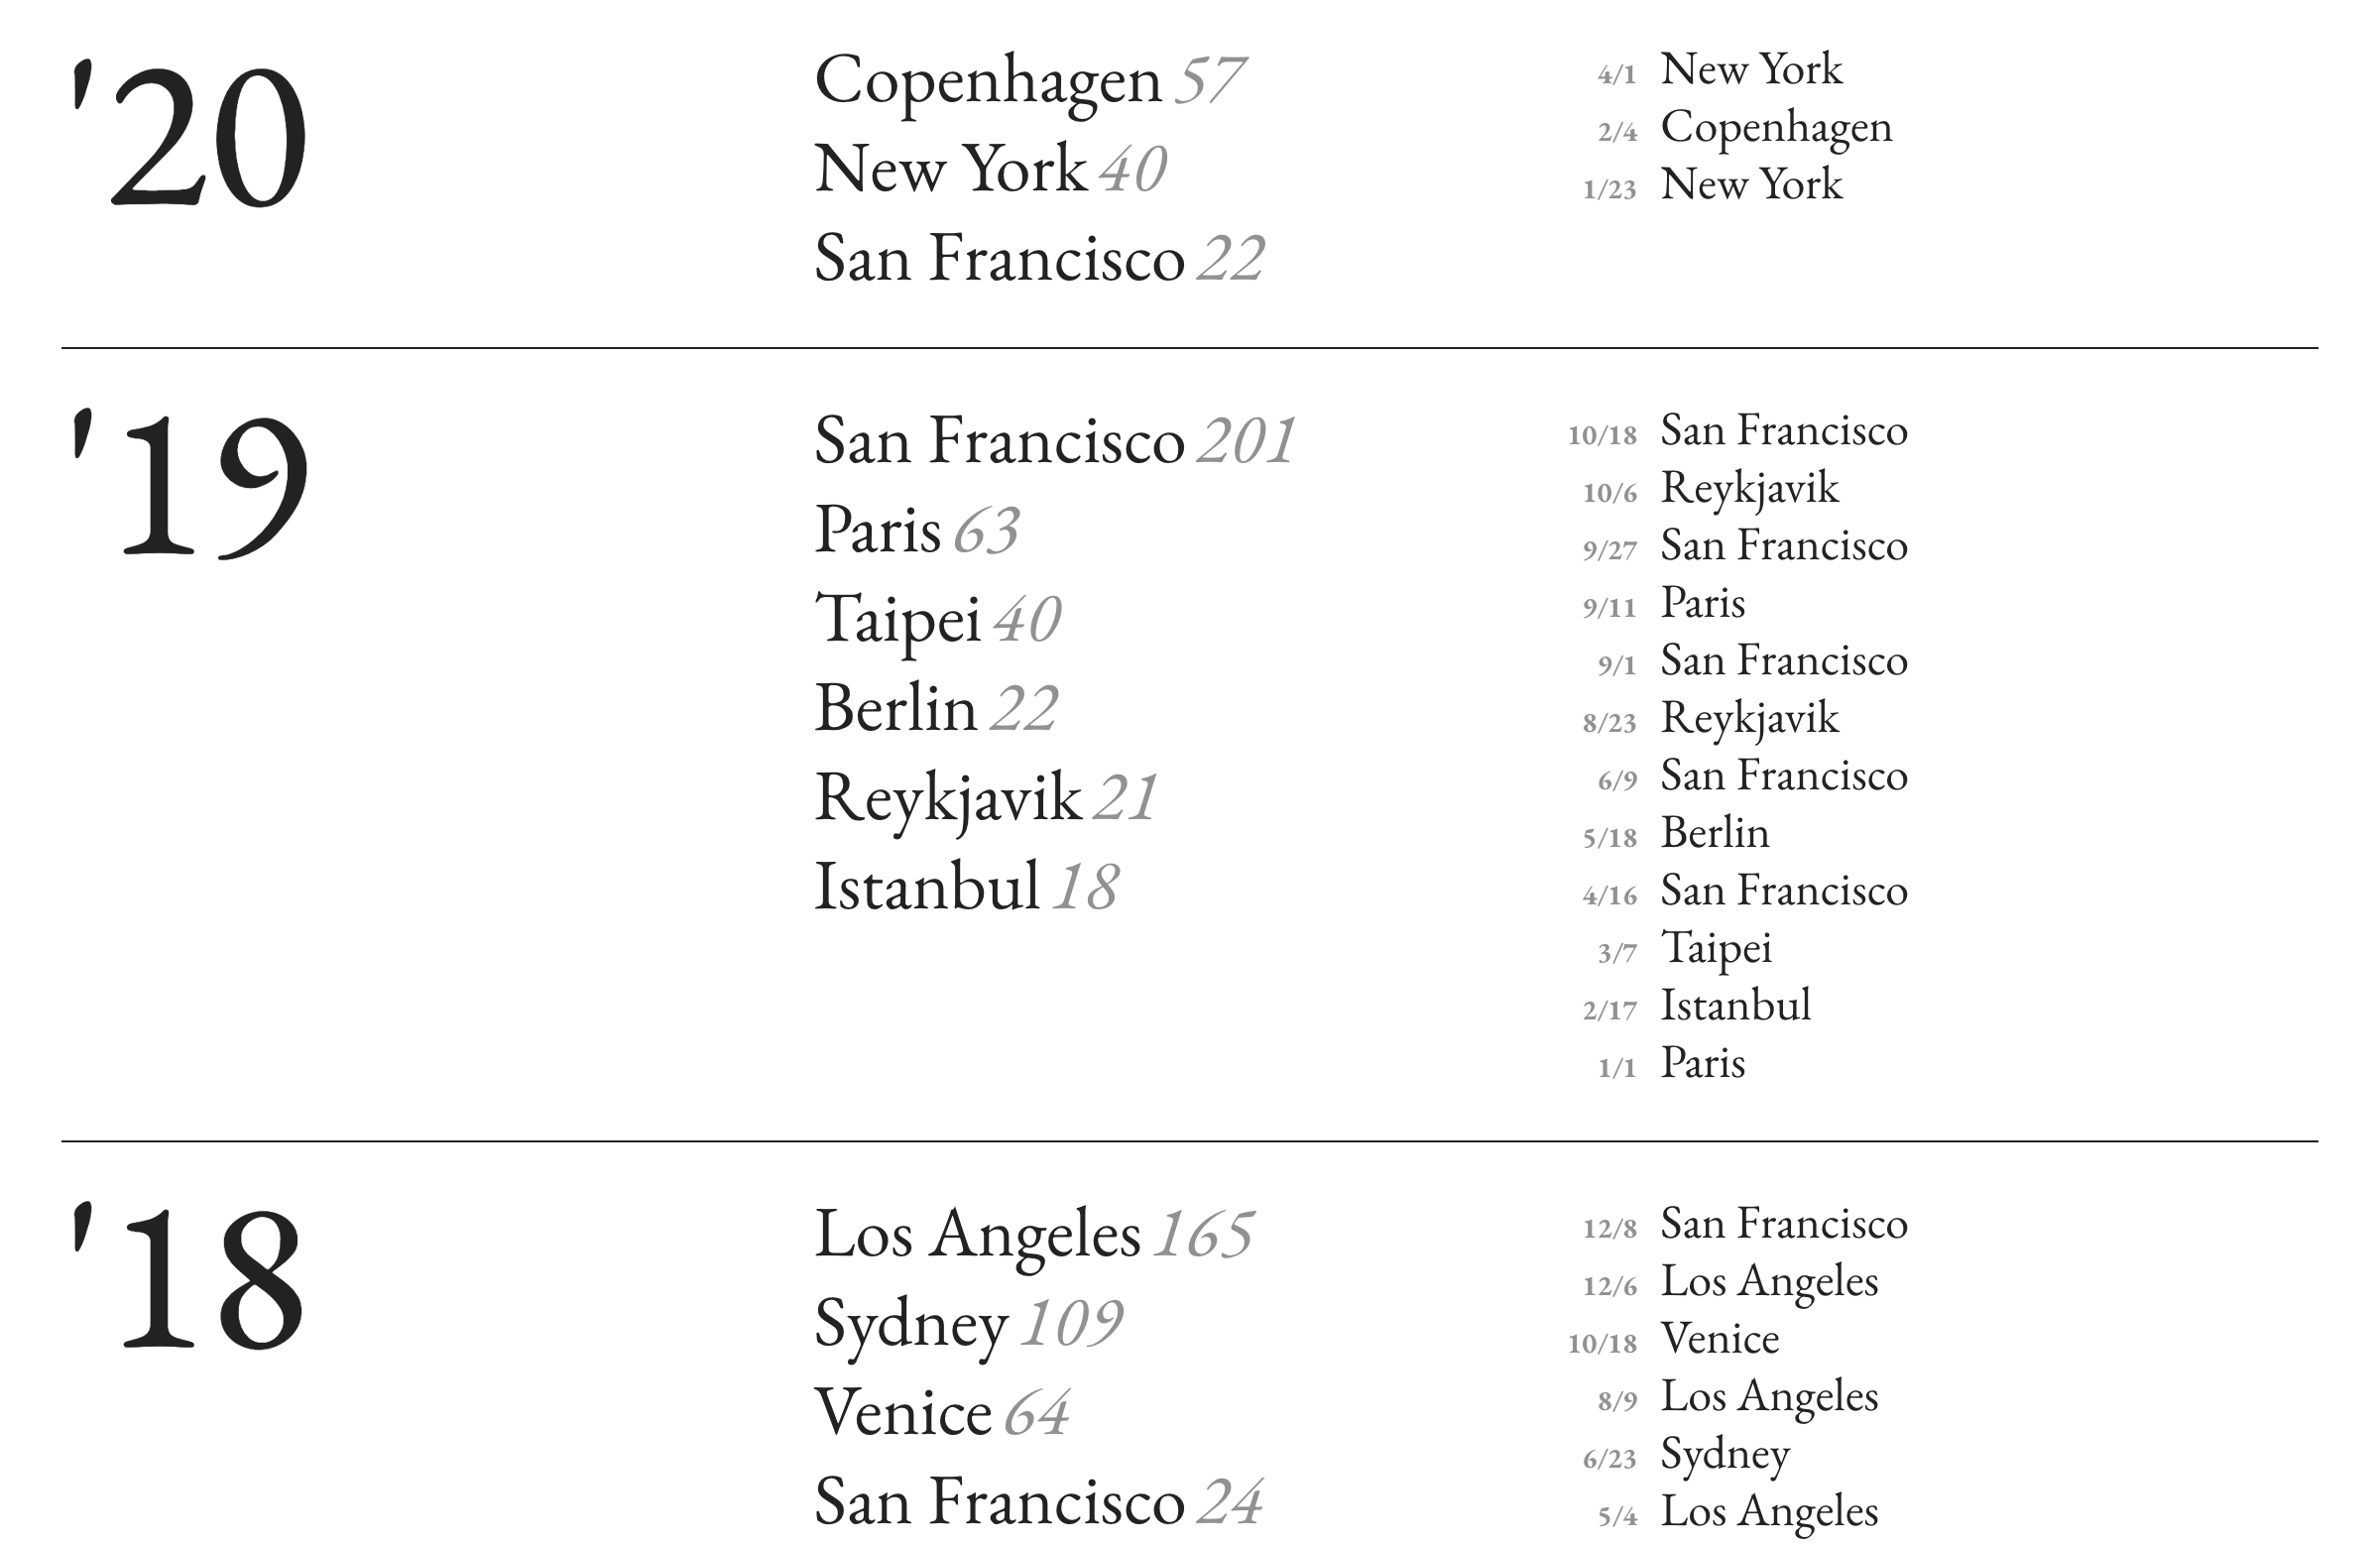 '20
Copenhagen 57
New York 40
San Francisco 22
4/1 New York
2/4 Copenhagen
1/23 New York
'19
San Francisco 201
Paris 63
Taipei 40
Berlin 22
Reykjavik 21
Istanbul 18
10/18 San Francisco
10/6 Reykjavik
9/27 San Francisco
9/11 Paris
9/1 San Francisco
8/23 Reykjavik
6/9 San Francisco
5/18 Berlin
4/16 San Francisco
3/7 Taipei
2/17 Istanbul
1/1 Paris
'18
Los Angeles 165
Sydney 109
Venice 64
San Francisco 24
12/8 San Francisco
12/6 Los Angeles
10/18 Venice
8/9 Los Angeles
6/23 Sydney
5/4 Los Angeles